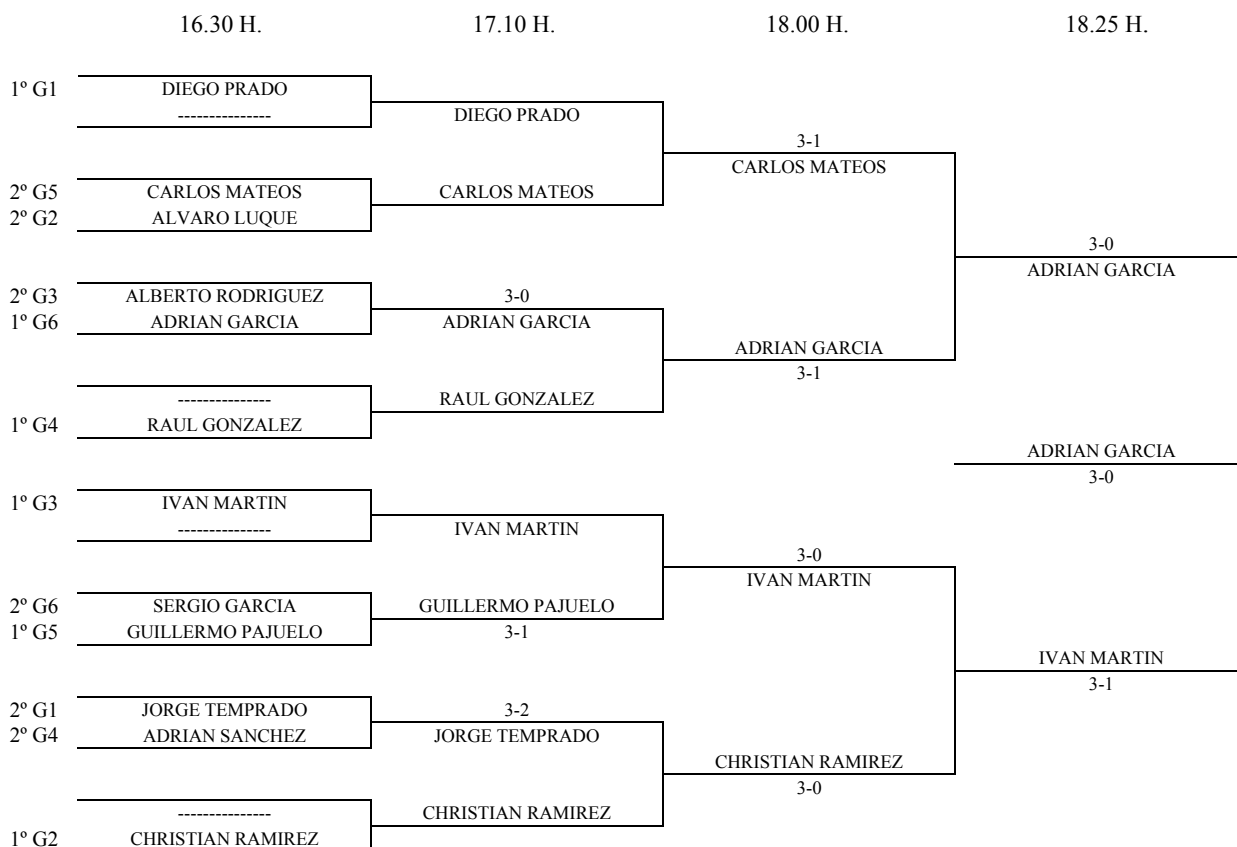 16.30 H. 17.10 H. 18.00 H. 18.25 H.
1º G1 DIEGO PRADO
--------------- DIEGO PRADO
3-1
CARLOS MATEOS
2º G5 CARLOS MATEOS CARLOS MATEOS
2º G2 ALVARO LUQUE
3-0
ADRIAN GARCIA
2º G3 ALBERTO RODRIGUEZ 3-0
1º G6 ADRIAN GARCIA ADRIAN GARCIA
ADRIAN GARCIA
3-1
--------------- RAUL GONZALEZ
1º G4 RAUL GONZALEZ
ADRIAN GARCIA
3-0
1º G3 IVAN MARTIN
--------------- IVAN MARTIN
3-0
IVAN MARTIN
2º G6 SERGIO GARCIA GUILLERMO PAJUELO
1º G5 GUILLERMO PAJUELO 3-1
IVAN MARTIN
3-1
2º G1 JORGE TEMPRADO 3-2
2º G4 ADRIAN SANCHEZ JORGE TEMPRADO
CHRISTIAN RAMIREZ
3-0
--------------- CHRISTIAN RAMIREZ
1º G2 CHRISTIAN RAMIREZ